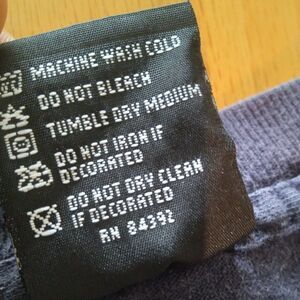 MACHINE WASH COLD
DO NOT BLEACH
TUMBLE DRY MEDIUM
DO NOT IRON IF
DECORATED
DO NOT DRY CLEAN
IF DECORATED
RN 84392